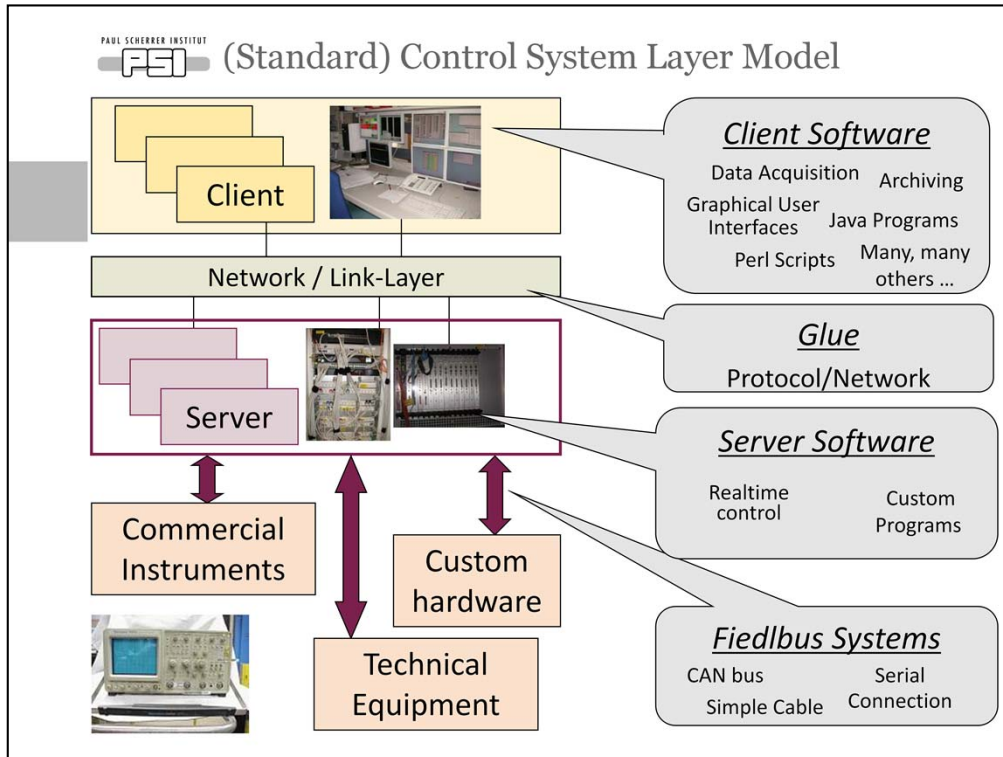 PAUL SCHERRER INSTITUT
PSI
(Standard) Control System Layer Model
Client
Network / Link-Layer
Server
Commercial
Instruments
Technical
Equipment
Custom
hardware
Client Software
Data Acquisition
Archiving
Graphical User
Interfaces
Java Programs
Perl Scripts
Many, many
others ...
Glue
Protocol/Network
Server Software
Realtime
control
Custom
Programs
Fiedlbus Systems
CAN bus
Serial
Connection
Simple Cable